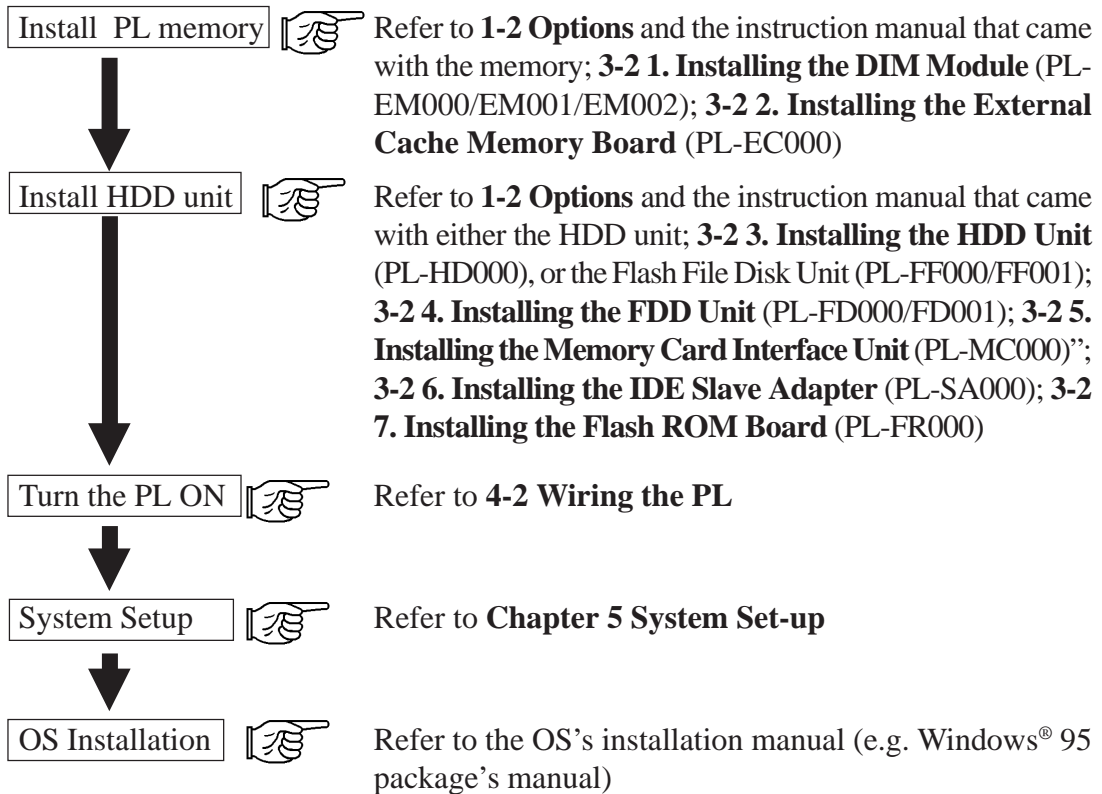 Install PL memory
Refer to 1-2 Options and the instruction manual that came
with the memory; 3-2 1. Installing the DIM Module (PL-
EM000/EM001/EM002); 3-2 2. Installing the External
Cache Memory Board (PL-EC000)
Install HDD unit
Refer to 1-2 Options and the instruction manual that came
with either the HDD unit; 3-2 3. Installing the HDD Unit
(PL-HD000), or the Flash File Disk Unit (PL-FF000/FF001);
3-2 4. Installing the FDD Unit (PL-FD000/FD001); 3-2 5.
Installing the Memory Card Interface Unit (PL-MC000)”;
3-2 6. Installing the IDE Slave Adapter (PL-SA000); 3-2
7. Installing the Flash ROM Board (PL-FR000)
Turn the PL ON
Refer to 4-2 Wiring the PL
System Setup
Refer to Chapter 5 System Set-up
OS Installation
Refer to the OS’s installation manual (e.g. Windows® 95
package’s manual)